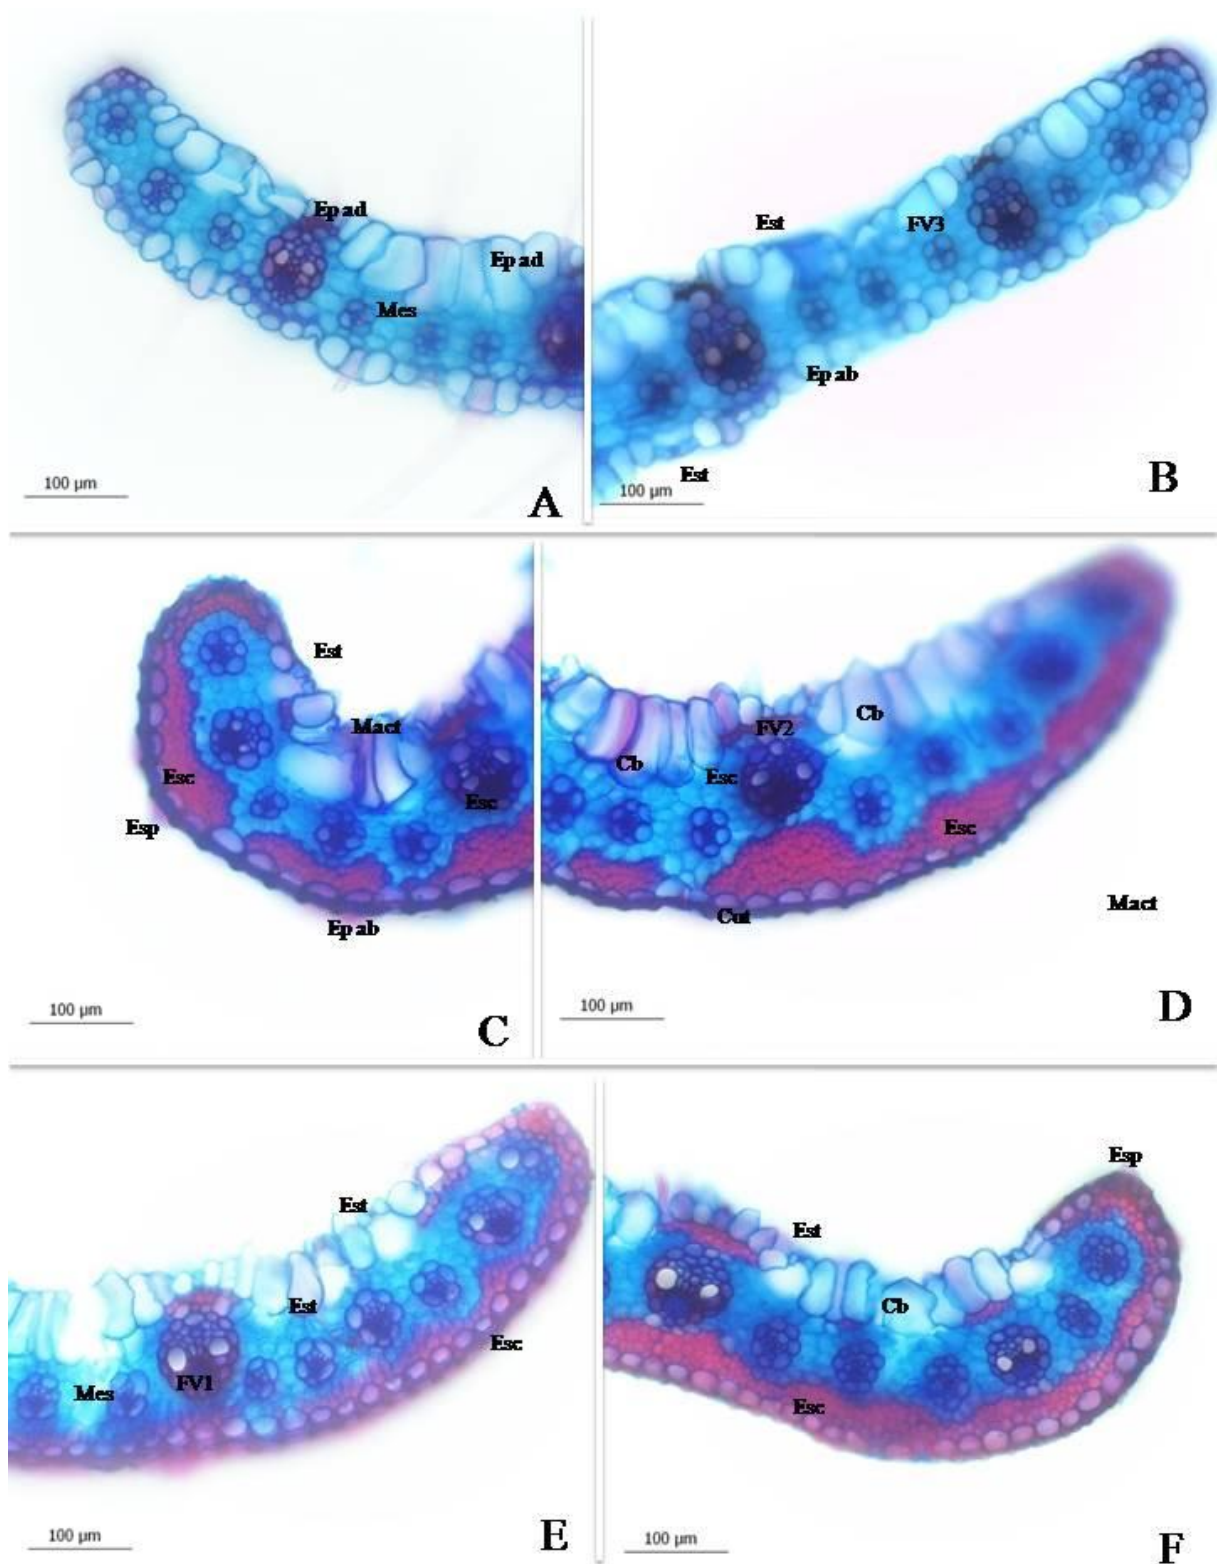 Ep ad
Ep ad
Mes
100 µm
A
Est
FV3
Ep ab
Est
100 µm
B
Est
Mact
Esc
Esc
Esp
Ep ab
100 µm
C
Cb
FV2
Cb
Esc
Esc
Cut
Mact
100 µm
D
Est
Est
Esc
Mes
FV1
100 µm
E
Esp
Est
Cb
Esc
100 µm
F